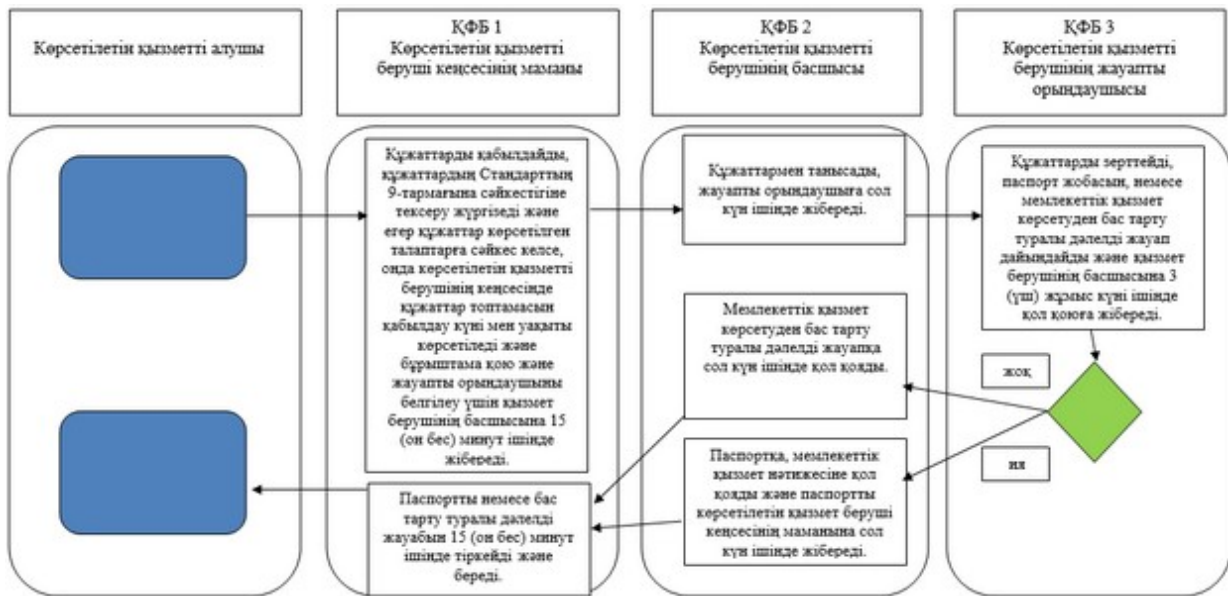 Көрсетілетін қызметті алушы
ҚФБ 1
Көрсетілетін қызметті
беруші кеңсесінің маманы
ҚФБ 2
Көрсетілетін қызметті
берушінің басшысы
ҚФБ 3
Көрсетілетін қызметті
берушінің жауапты
орындаушысы
Құжаттарды қабылдайды,
құжаттардың Стандарттың
9-тармағына сәйкестігіне
тексеру жүргізеді және
егер құжаттар көрсетілген
талаптарға сәйкес келсе,
онда көрсетілетін қызметті
берушінің кеңсесінде
құжаттар топтамасын
қабылдау күні мен уақыты
көрсетіледі және
бұрыштама қою және
жауапты орындаушыны
белгілеу үшін қызмет
берушінің басшысына 15
(он бес) минут ішінде
жібереді.
Паспортты немесе бас
тарту туралы дәлелді
жауабын 15 (он бес) минут
ішінде тіркейді және
береді.
Құжаттармен танысады,
жауапты орындаушыға сол
күн ішінде жібереді.
Мемлекеттік қызмет
көрсетуден бас тарту
туралы дәлелді жауапқа
сол күн ішінде қол қояды.
Паспортқа, мемлекеттік
қызмет нәтижесіне қол
қояды және паспортты
көрсетілетін қызмет беруші
кеңсесінің маманына сол
күн ішінде жібереді.
Құжаттарды зерттейді,
паспорт жобасын, немесе
мемлекеттік қызмет
көрсетуден бас тарту
туралы дәлелді жауап
дайындайды және қызмет
берушінің басшысына 3
(үш) жұмыс күні ішінде
қол қоюға жібереді.
жоқ
ия